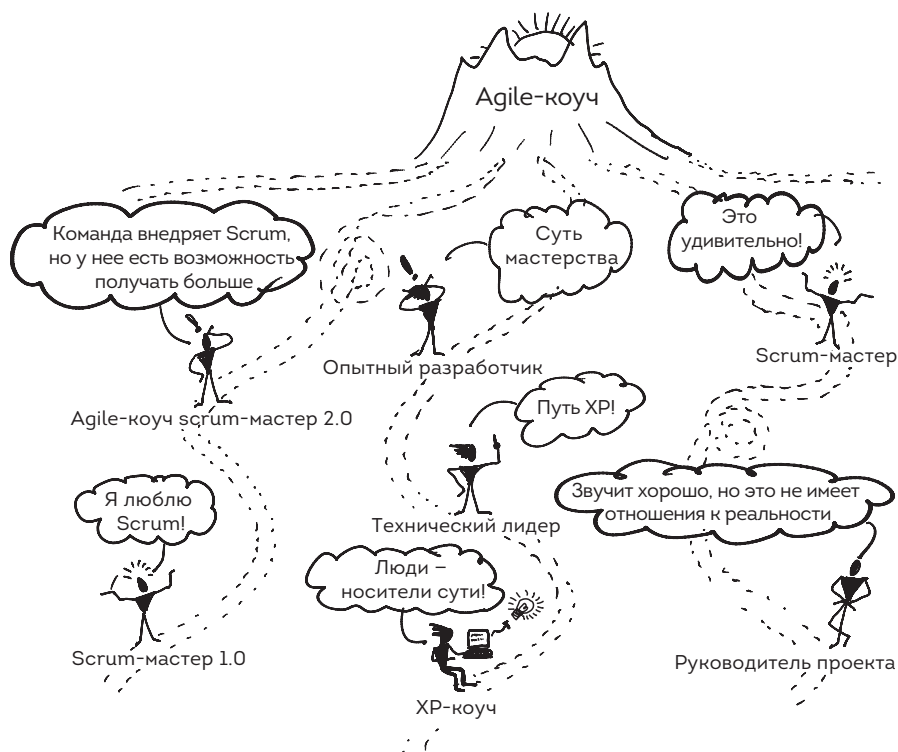 Agile-коуч
Команда внедряет Scrum,
но у нее есть возможность
получать больше
Суть
мастерства
Это
удивительно!
Опытный разработчик
Scrum-мастер
Agile-коуч scrum-мастер 2.0
Путь XP!
Я люблю
Scrum!
Звучит хорошо, но это не имеет
отношения к реальности
Технический лидер
Люди –
носители сути!
Scrum-мастер 1.0
Руководитель проекта
XP-коуч